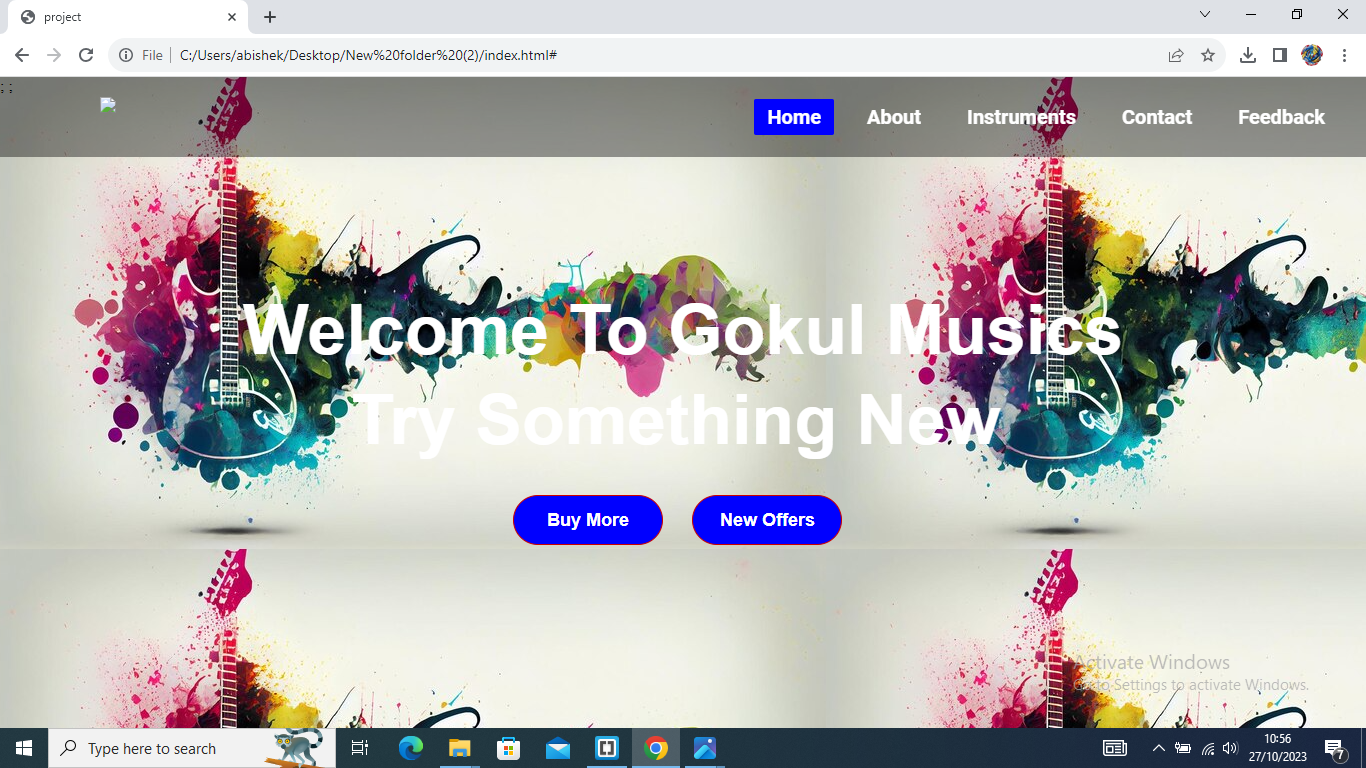 project
File
C:/Users/abishek/Desktop/New%20folder%20(2)/index.html#
Home About Instruments Contact Feedback
Welcome To Gokul Musics
Try Something New
Buy More New Offers
Activate Windows
Go to Settings to activate Windows.
Type here to search
10:56
27/10/2023
7